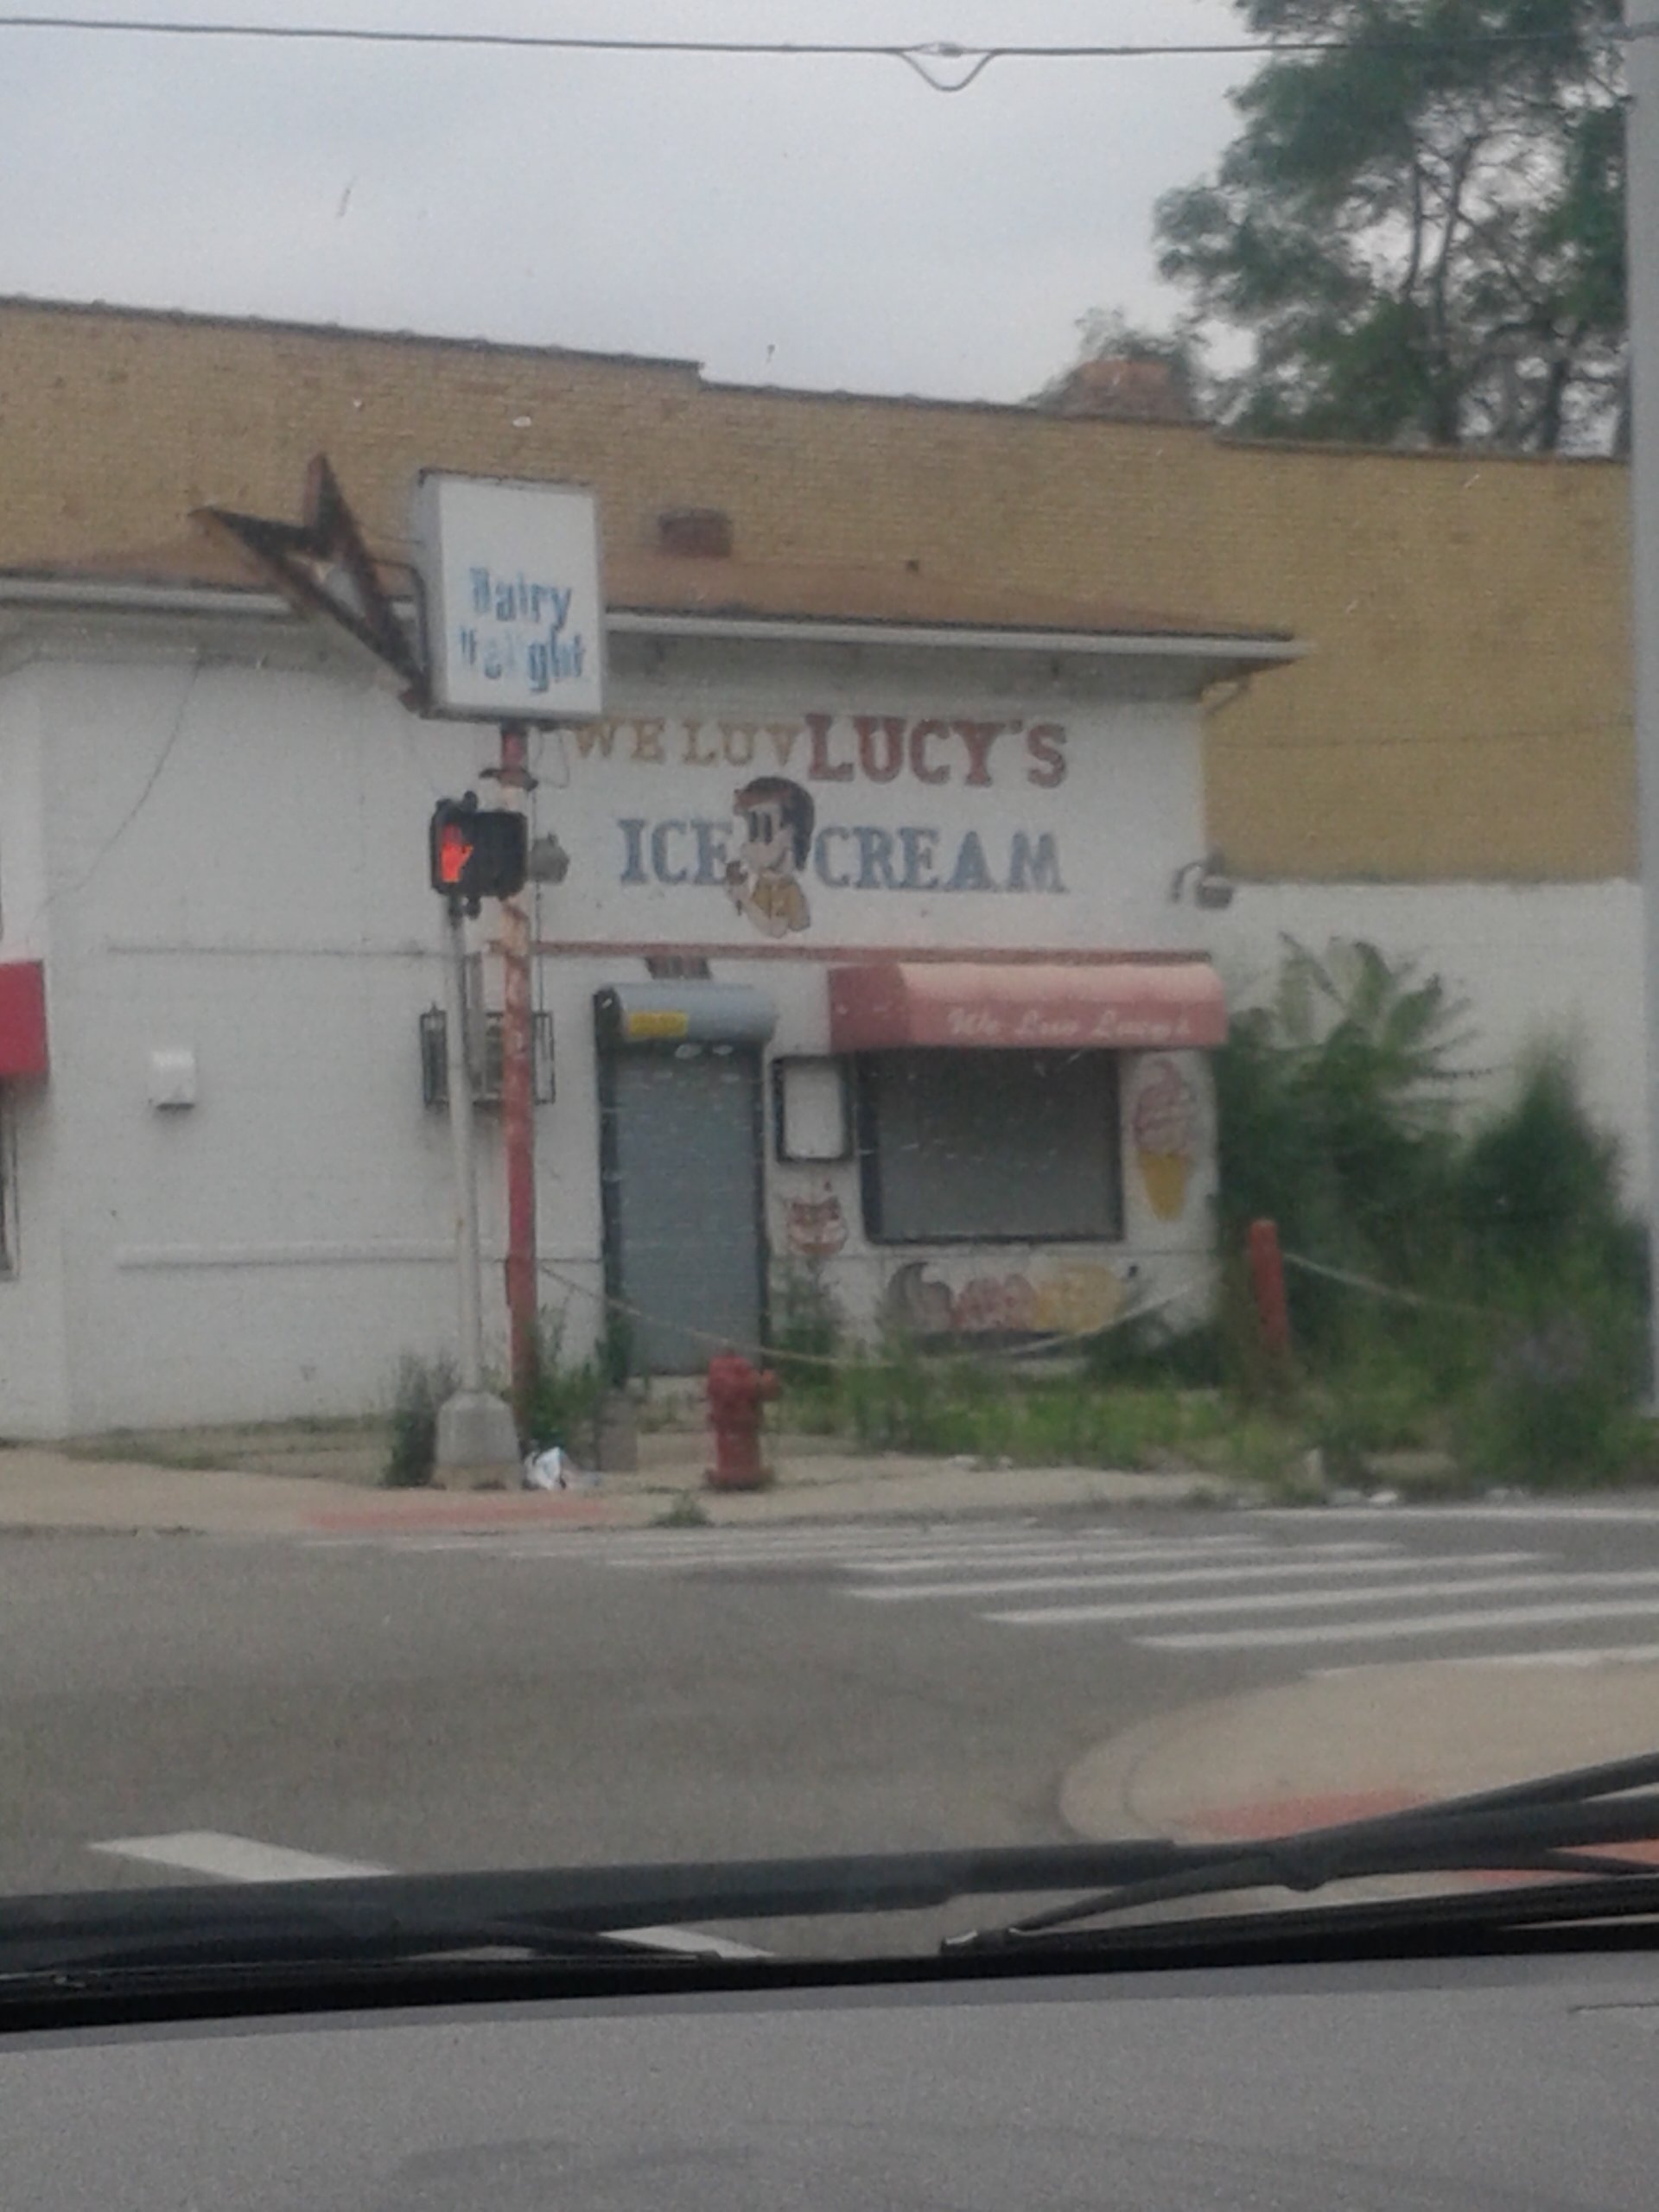 Dairy
Delight
WE LUV LUCY'S
ICE CREAM
We Luv Lucy's